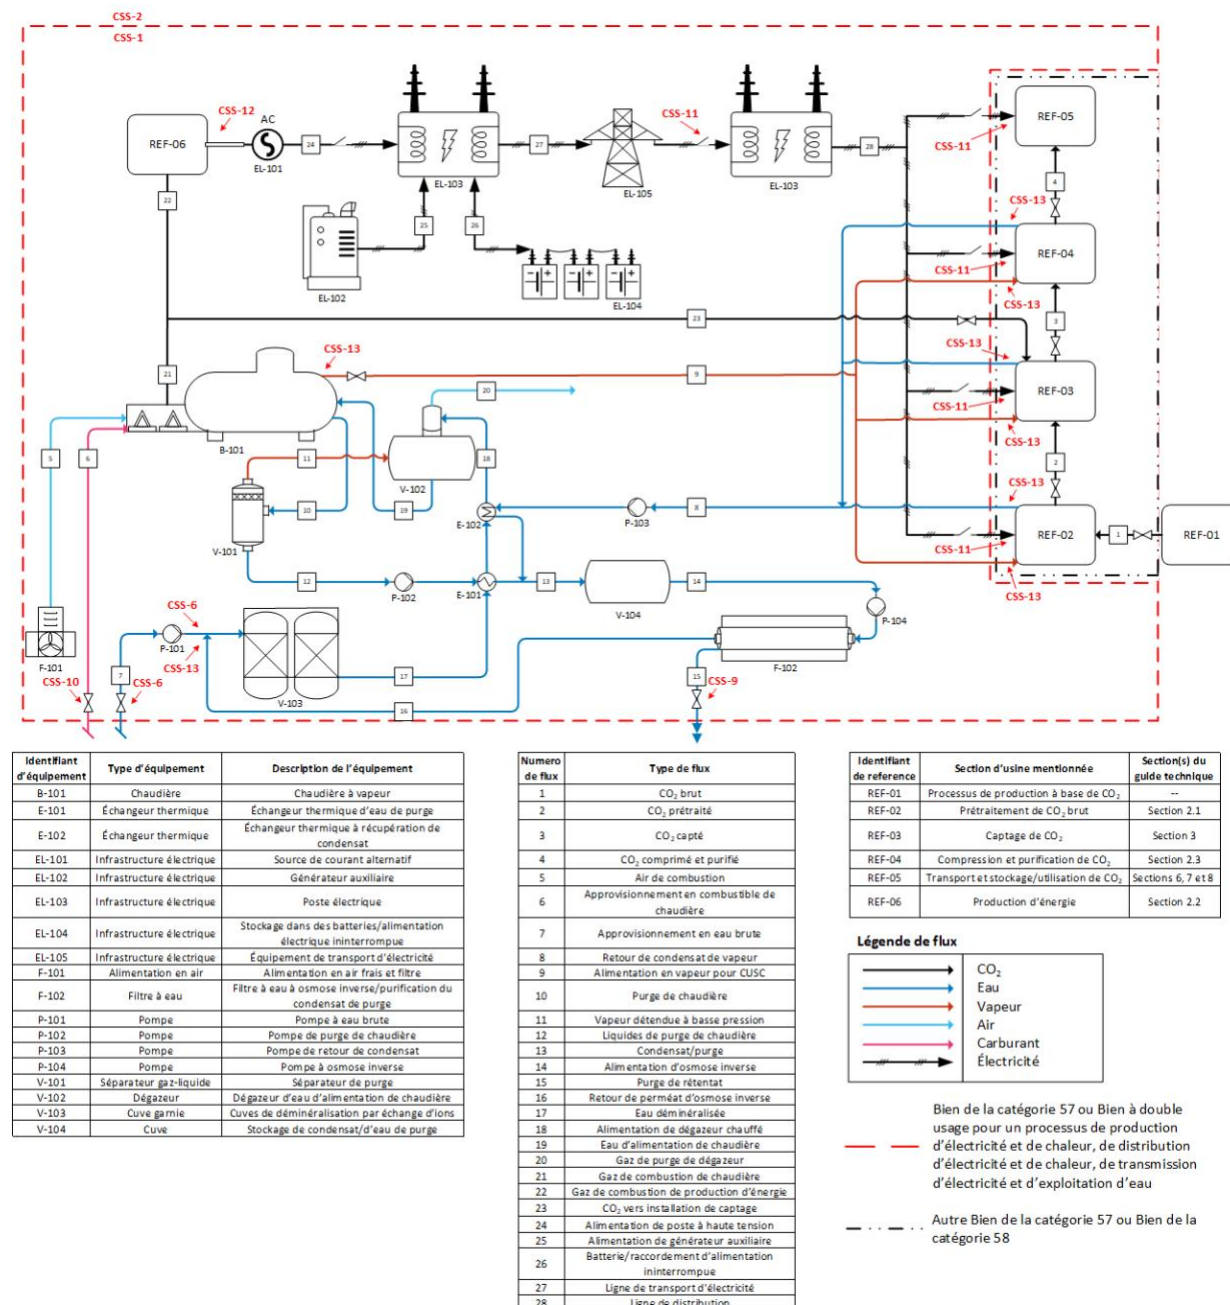 CSS-2
CSS-1
CSS-12
AC
REF-06
EL-101
24
EL-103
27
EL-105
CSS-11
EL-103
28
REF-05
CSS-11
4
22
25
26
EL-102
EL-104
CSS-13
REF-04
CSS-11
CSS-13
23
3
CSS-13
21
CSS-13
9
REF-03
CSS-11
CSS-13
20
B-101
5
6
11
V-102
18
2
10
19
CSS-13
V-101
E-102
P-103
8
REF-02
1
REF-01
CSS-11
CSS-13
12
P-102
E-101
13
V-104
14
P-104
CSS-6
P-101
CSS-13
F-101
CSS-10
7
CSS-6
V-103
17
16
F-102
15
CSS-9
Identifiant d'équipement Type d'équipement Description de l'équipement
B-101 Chaudière Chaudière à vapeur
E-101 Échangeur thermique Échangeur thermique d'eau de purge
E-102 Échangeur thermique Échangeur thermique à récupération de condensat
EL-101 Infrastructure électrique Source de courant alternatif
EL-102 Infrastructure électrique Générateur auxiliaire
EL-103 Infrastructure électrique Poste électrique
EL-104 Infrastructure électrique Stockage dans des batteries/alimentation électrique ininterrompue
EL-105 Infrastructure électrique Équipement de transport d'électricité
F-101 Alimentation en air Alimentation en air frais et filtre
F-102 Filtre à eau Filtre à eau à osmose inverse/purification du condensat de purge
P-101 Pompe Pompe à eau brute
P-102 Pompe Pompe de purge de chaudière
P-103 Pompe Pompe de retour de condensat
P-104 Pompe Pompe à osmose inverse
V-101 Séparateur gaz-liquide Séparateur de purge
V-102 Dégazeur Dégazeur d'eau d'alimentation de chaudière
V-103 Cuve garnie Cuves de déminéralisation par échange d'ions
V-104 Cuve Stockage de condensat/d'eau de purge
Numero de flux Type de flux
1 CO₂ brut
2 CO₂ prétraité
3 CO₂ capté
4 CO₂ comprimé et purifié
5 Air de combustion
6 Approvisionnement en combustible de chaudière
7 Approvisionnement en eau brute
8 Retour de condensat de vapeur
9 Alimentation en vapeur pour CUSC
10 Purge de chaudière
11 Vapeur détendue à basse pression
12 Liquides de purge de chaudière
13 Condensat/purge
14 Alimentation d'osmose inverse
15 Purge de rétentat
16 Retour de perméat d'osmose inverse
17 Eau déminéralisée
18 Alimentation de dégazeur chauffé
19 Eau d'alimentation de chaudière
20 Gaz de purge de dégazeur
21 Gaz de combustion de chaudière
22 Gaz de combustion de production d'énergie
23 CO₂ vers installation de captage
24 Alimentation de poste à haute tension
25 Alimentation de générateur auxiliaire
26 Batterie/raccordement d'alimentation ininterrompue
27 Ligne de transport d'électricité
28 Ligne de distribution
Identifiant de reference Section d'usine mentionnée Section(s) du guide technique
REF-01 Processus de production à base de CO₂ --
REF-02 Prétraitement de CO₂ brut Section 2.1
REF-03 Captage de CO₂ Section 3
REF-04 Compression et purification de CO₂ Section 2.3
REF-05 Transport et stockage/utilisation de CO₂ Sections 6, 7 et 8
REF-06 Production d'énergie Section 2.2
Légende de flux
CO₂
Eau
Vapeur
Air
Carburant
Électricité
Bien de la catégorie 57 ou Bien à double
usage pour un processus de production
d'électricité et de chaleur, de distribution
d'électricité et de chaleur, de transmission
d'électricité et d'exploitation d'eau
Autre Bien de la catégorie 57 ou Bien de la
catégorie 58